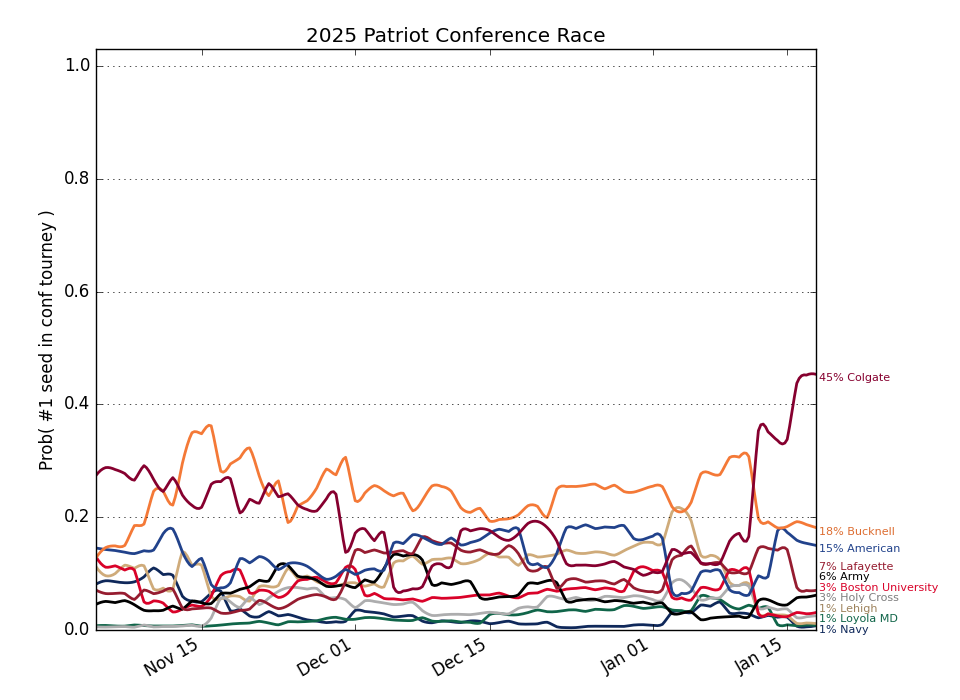 2025 Patriot Conference Race
Prob( #1 seed in conf tourney )
1.0
0.8
0.6
0.4
0.2
0.0
Nov 15
Dec 01
Dec 15
Jan 01
Jan 15
45% Colgate
18% Bucknell
15% American
7% Lafayette
6% Army
3% Boston University
3% Holy Cross
1% Lehigh
1% Loyola MD
1% Navy